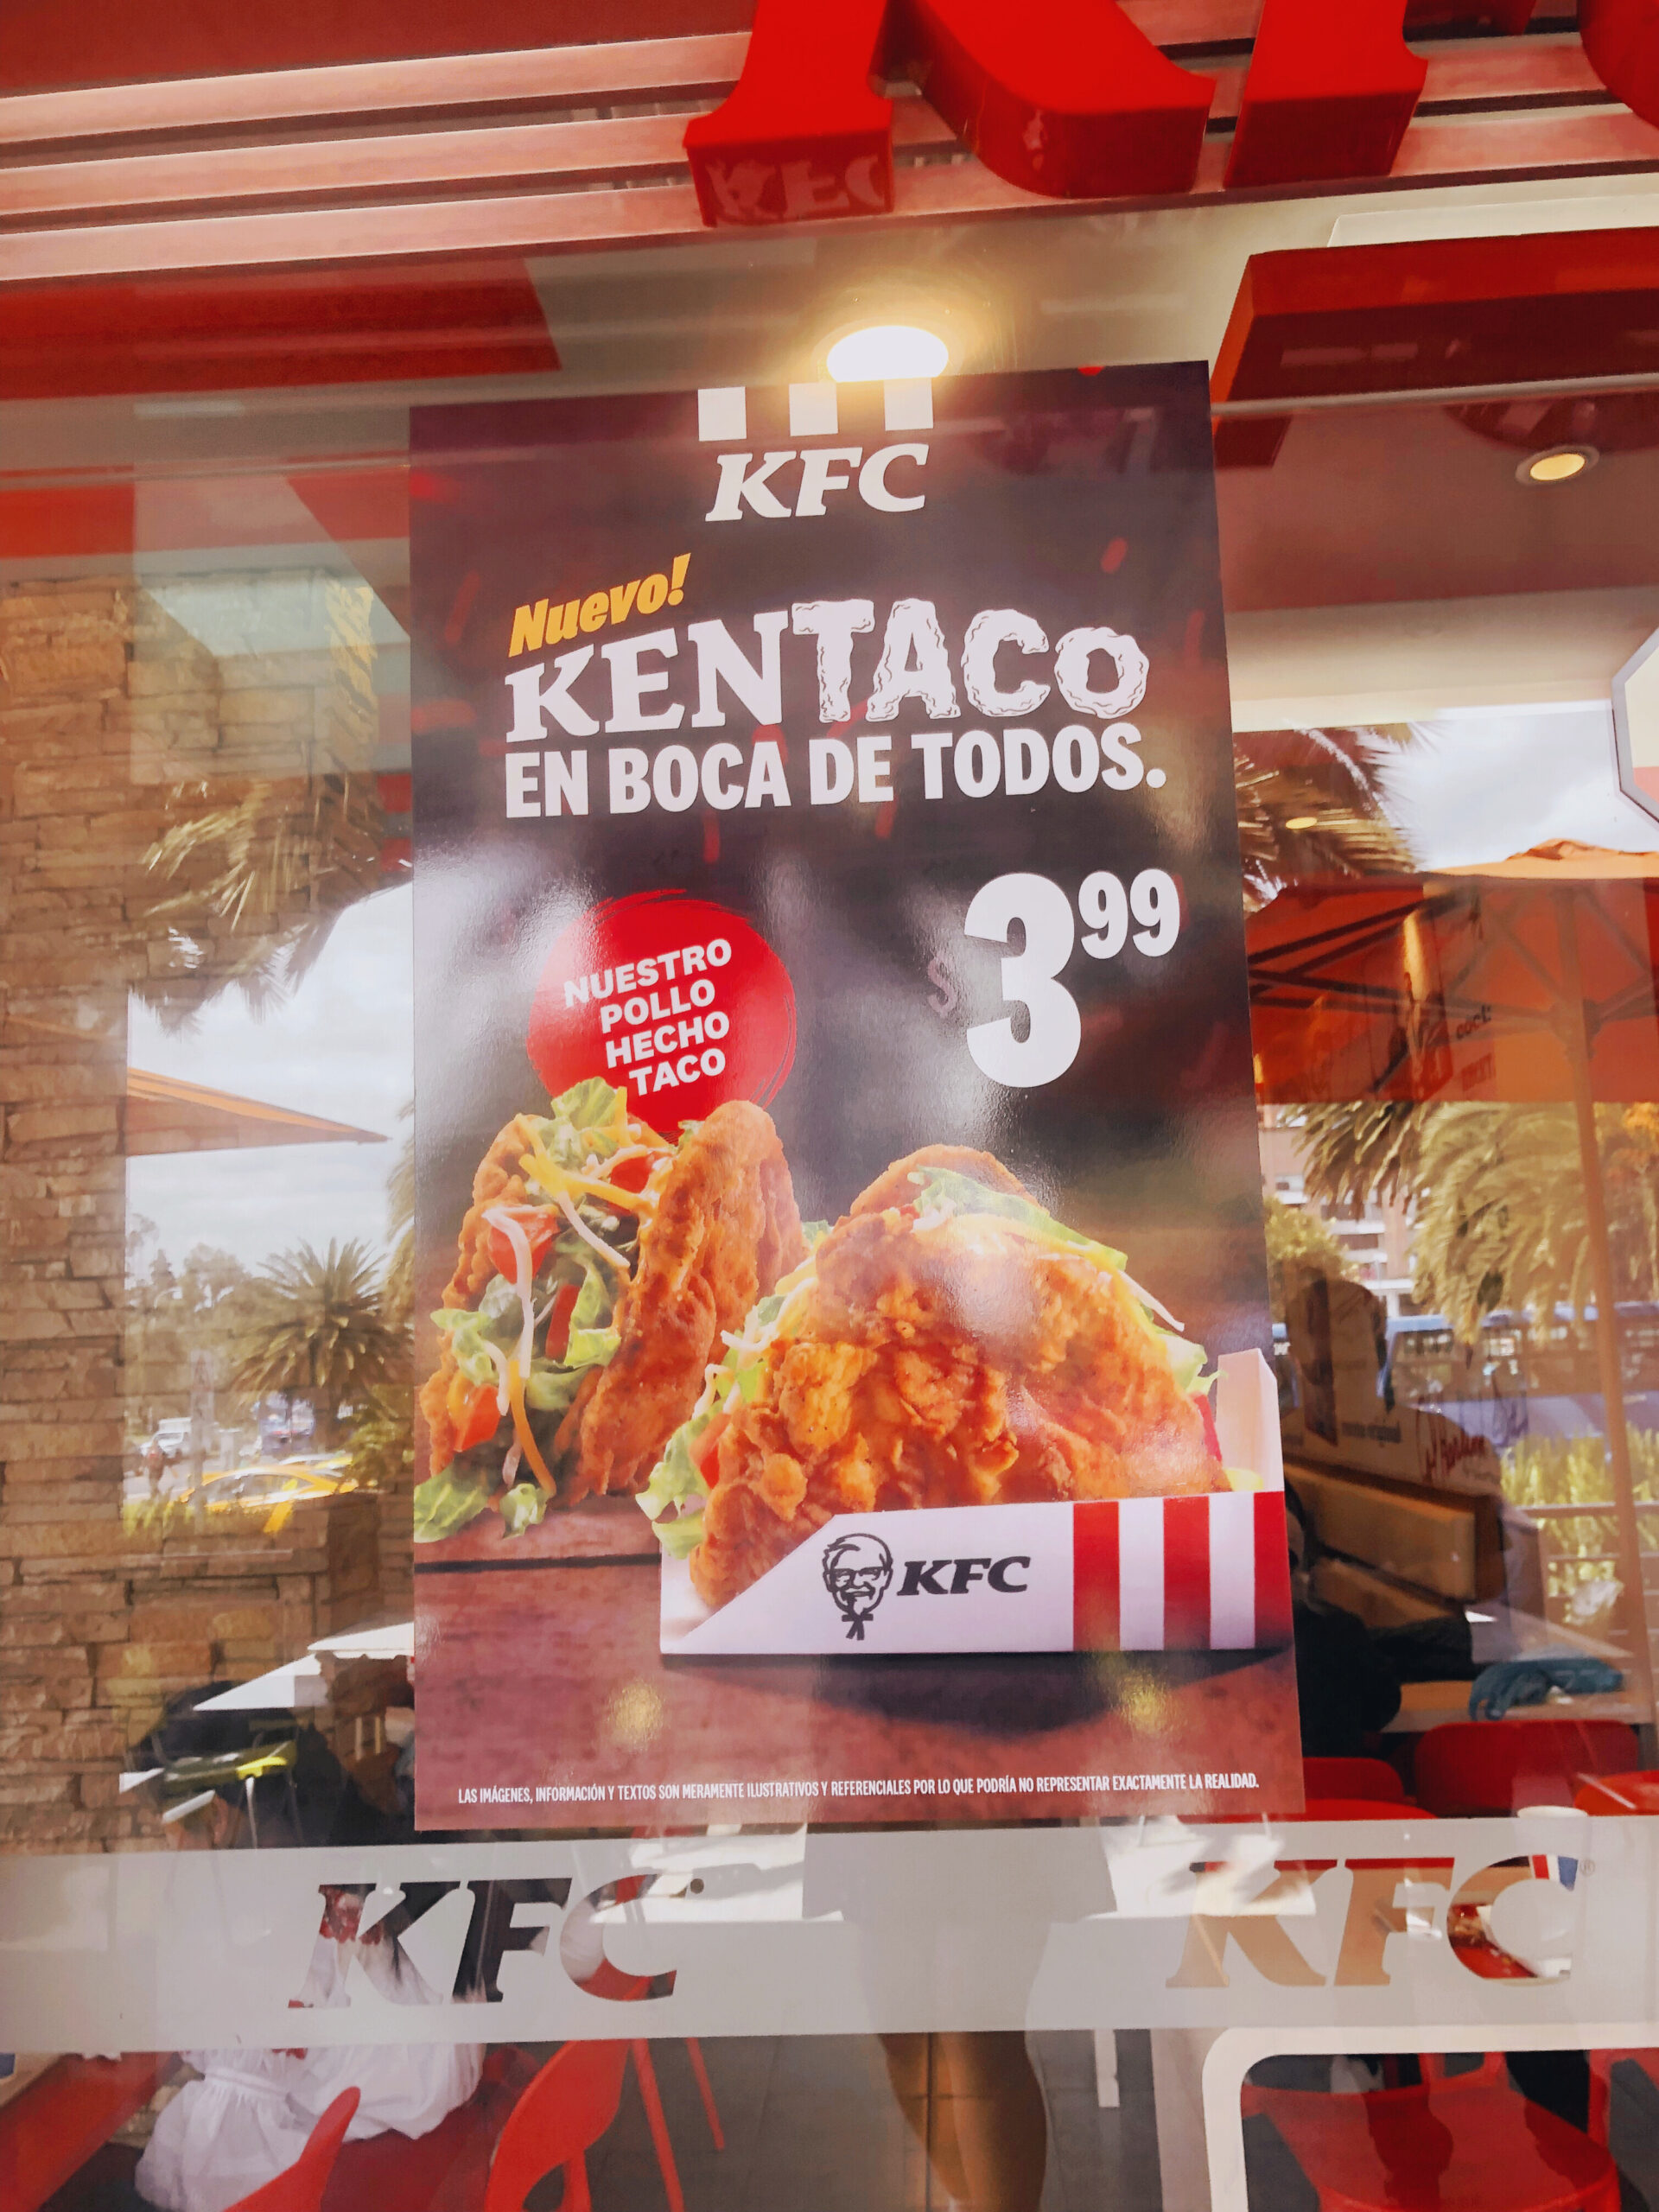 KFC
KFC
Nuevo!
KENTACO
EN BOCA DE TODOS.
$3.99
NUESTRO
POLLO
HECHO
TACO
KFC
LAS IMÁGENES, INFORMACIÓN Y TEXTOS SON MERAMENTE ILUSTRATIVOS Y REFERENCIALES POR LO QUE PODRÍA NO REPRESENTAR EXACTAMENTE LA REALIDAD.
KFC
KFC®